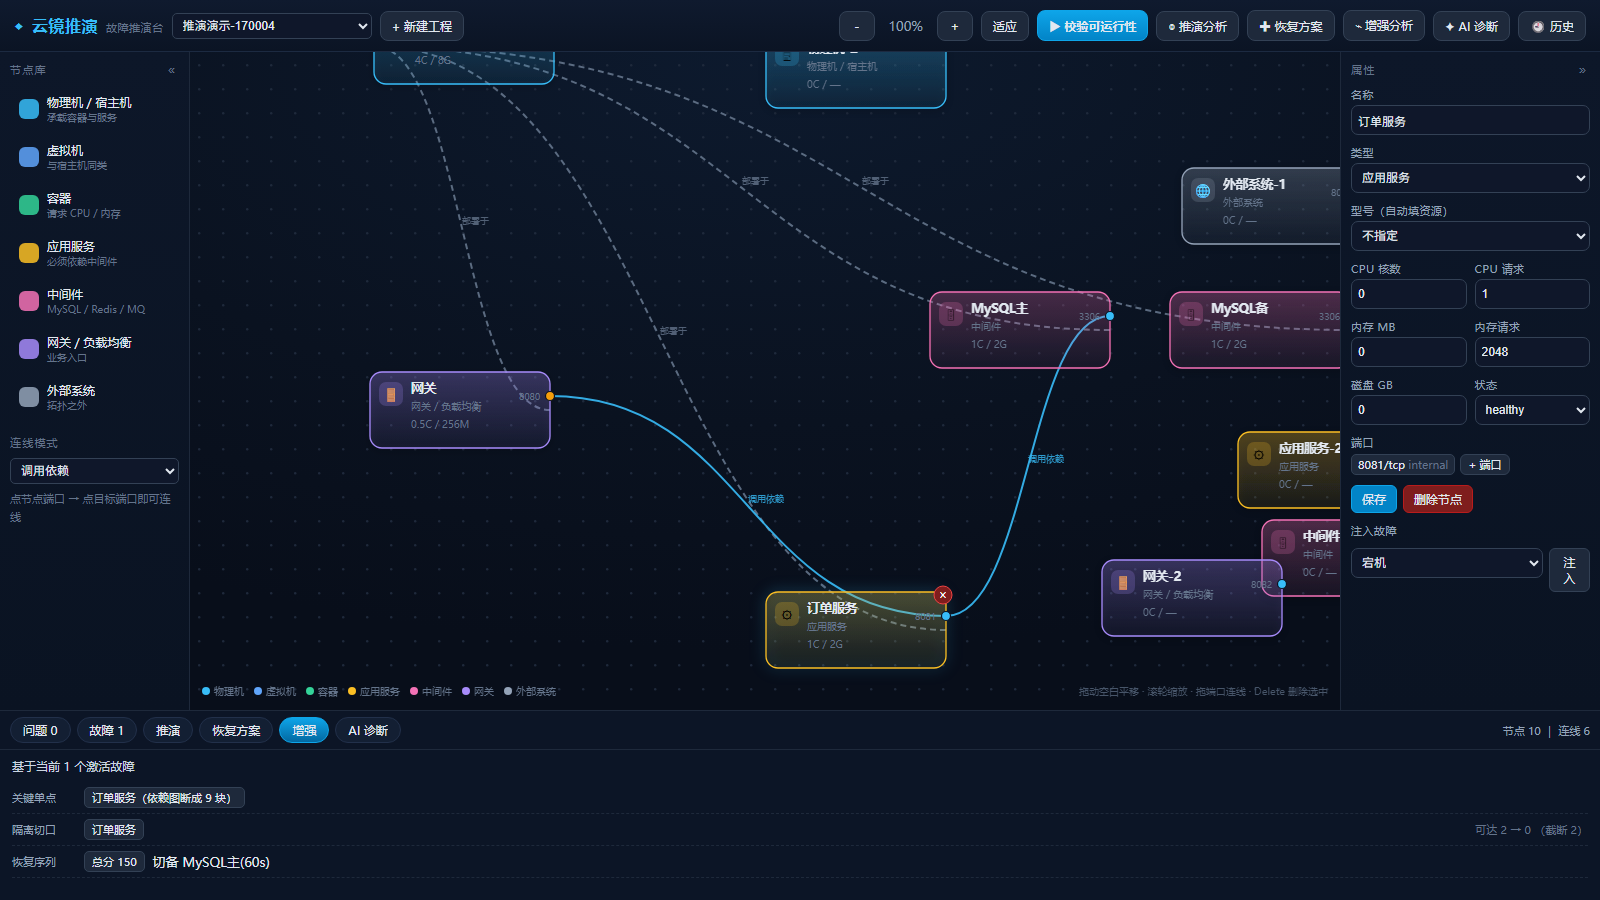 云镜推演 故障推演台 推演演示-170004 + 新建工程
- 100% + 适应 ▶ 校验可运行性 推演分析 ✚ 恢复方案 增强分析 ✦ AI 诊断 历史
节点库 «
物理机 / 宿主机
承载容器与服务
虚拟机
与宿主机同类
容器
请求 CPU / 内存
应用服务
必须依赖中间件
中间件
MySQL / Redis / MQ
网关 / 负载均衡
业务入口
外部系统
拓扑之外
连线模式
调用依赖
点节点端口 → 点目标端口即可连
线
4C / 8G
物理机 / 宿主机
0C / —
部署于
部署于
部署于
部署于
外部系统-1
外部系统
0C / —
MySQL主
3306
中间件
1C / 2G
MySQL备
3306
中间件
1C / 2G
网关
8080
网关 / 负载均衡
0.5C / 256M
调用依赖
调用依赖
应用服务-2
应用服务
0C / —
中间件
中间件
0C / —
网关-2
8082
网关 / 负载均衡
0C / —
订单服务
8081
应用服务
1C / 2G
x
物理机 虚拟机 容器 应用服务 中间件 网关 外部系统
拖动空白平移 · 滚轮缩放 · 拖端口连线 · Delete 删除选中
属性 »
名称
订单服务
类型
应用服务
型号（自动填资源）
不指定
CPU 核数 CPU 请求
0 1
内存 MB 内存请求
0 2048
磁盘 GB 状态
0 healthy
端口
8081/tcp internal + 端口
保存 删除节点
注入故障
宕机 注入
问题 0 故障 1 推演 恢复方案 增强 AI 诊断
节点 10 | 连线 6
基于当前 1 个激活故障
关键单点 订单服务（依赖图断成 9 块）
隔离切口 订单服务 可达 2 → 0 （截断 2）
恢复序列 总分 150 切备 MySQL主(60s)